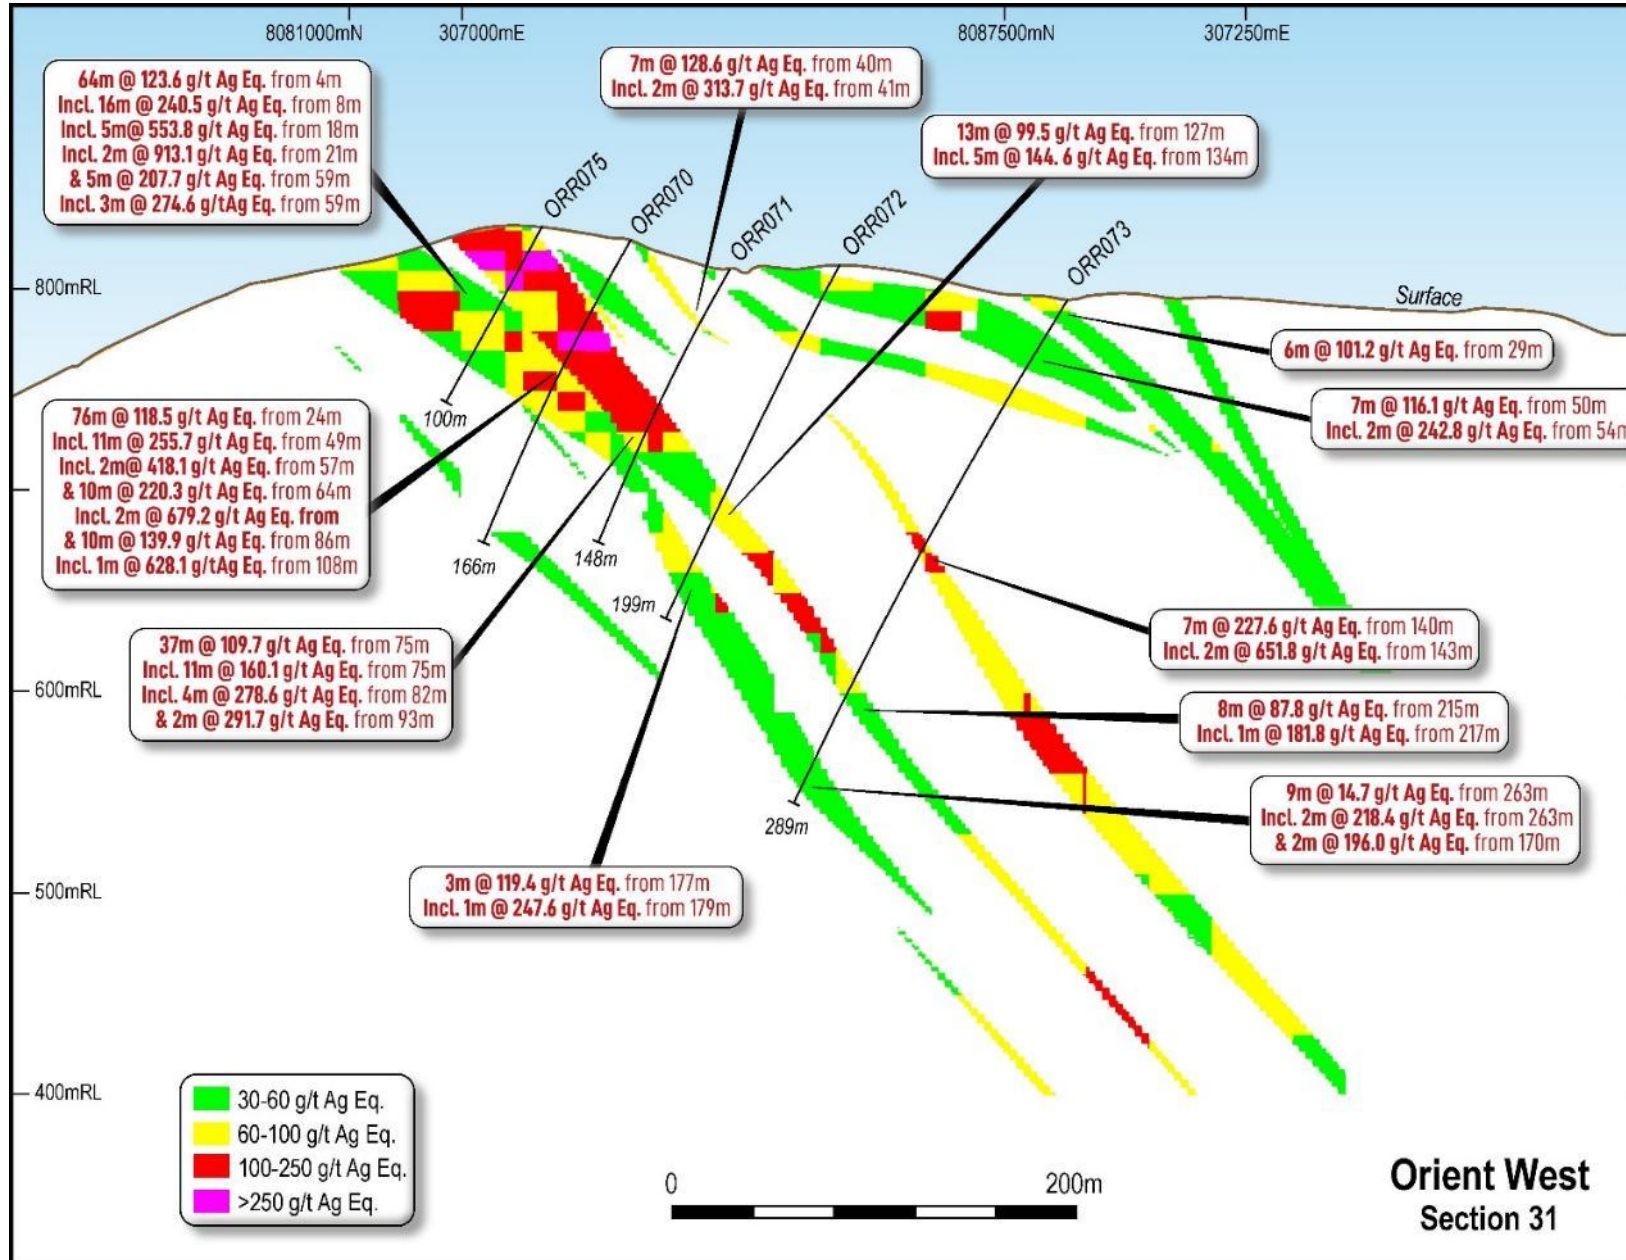 8081000mN
307000mE
8087500mN
307250mE
64m @ 123.6 g/t Ag Eq. from 4m
Incl. 16m @ 240.5 g/t Ag Eq. from 8m
Incl. 5m@ 553.8 g/t Ag Eq. from 18m
Incl. 2m @ 913.1 g/t Ag Eq. from 21m
& 5m @ 207.7 g/t Ag Eq. from 59m
Incl. 3m @ 274.6 g/tAg Eq. from 59m
7m @ 128.6 g/t Ag Eq. from 40m
Incl. 2m @ 313.7 g/t Ag Eq. from 41m
13m @ 99.5 g/t Ag Eq. from 127m
Incl. 5m @ 144. 6 g/t Ag Eq. from 134m
ORR075
ORR070
ORR071
ORR072
ORR073
800mRL
Surface
6m @ 101.2 g/t Ag Eq. from 29m
7m @ 116.1 g/t Ag Eq. from 50m
Incl. 2m @ 242.8 g/t Ag Eq. from 54m
100m
76m @ 118.5 g/t Ag Eq. from 24m
Incl. 11m @ 255.7 g/t Ag Eq. from 49m
Incl. 2m@ 418.1 g/t Ag Eq. from 57m
& 10m @ 220.3 g/t Ag Eq. from 64m
Incl. 2m @ 679.2 g/t Ag Eq. from
& 10m @ 139.9 g/t Ag Eq. from 86m
Incl. 1m @ 628.1 g/tAg Eq. from 108m
166m
148m
199m
7m @ 227.6 g/t Ag Eq. from 140m
Incl. 2m @ 651.8 g/t Ag Eq. from 143m
37m @ 109.7 g/t Ag Eq. from 75m
Incl. 11m @ 160.1 g/t Ag Eq. from 75m
Incl. 4m @ 278.6 g/t Ag Eq. from 82m
& 2m @ 291.7 g/t Ag Eq. from 93m
600mRL
8m @ 87.8 g/t Ag Eq. from 215m
Incl. 1m @ 181.8 g/t Ag Eq. from 217m
9m @ 14.7 g/t Ag Eq. from 263m
Incl. 2m @ 218.4 g/t Ag Eq. from 263m
& 2m @ 196.0 g/t Ag Eq. from 170m
289m
3m @ 119.4 g/t Ag Eq. from 177m
Incl. 1m @ 247.6 g/t Ag Eq. from 179m
500mRL
400mRL
30-60 g/t Ag Eq.
60-100 g/t Ag Eq.
100-250 g/t Ag Eq.
>250 g/t Ag Eq.
0
200m
Orient West
Section 31